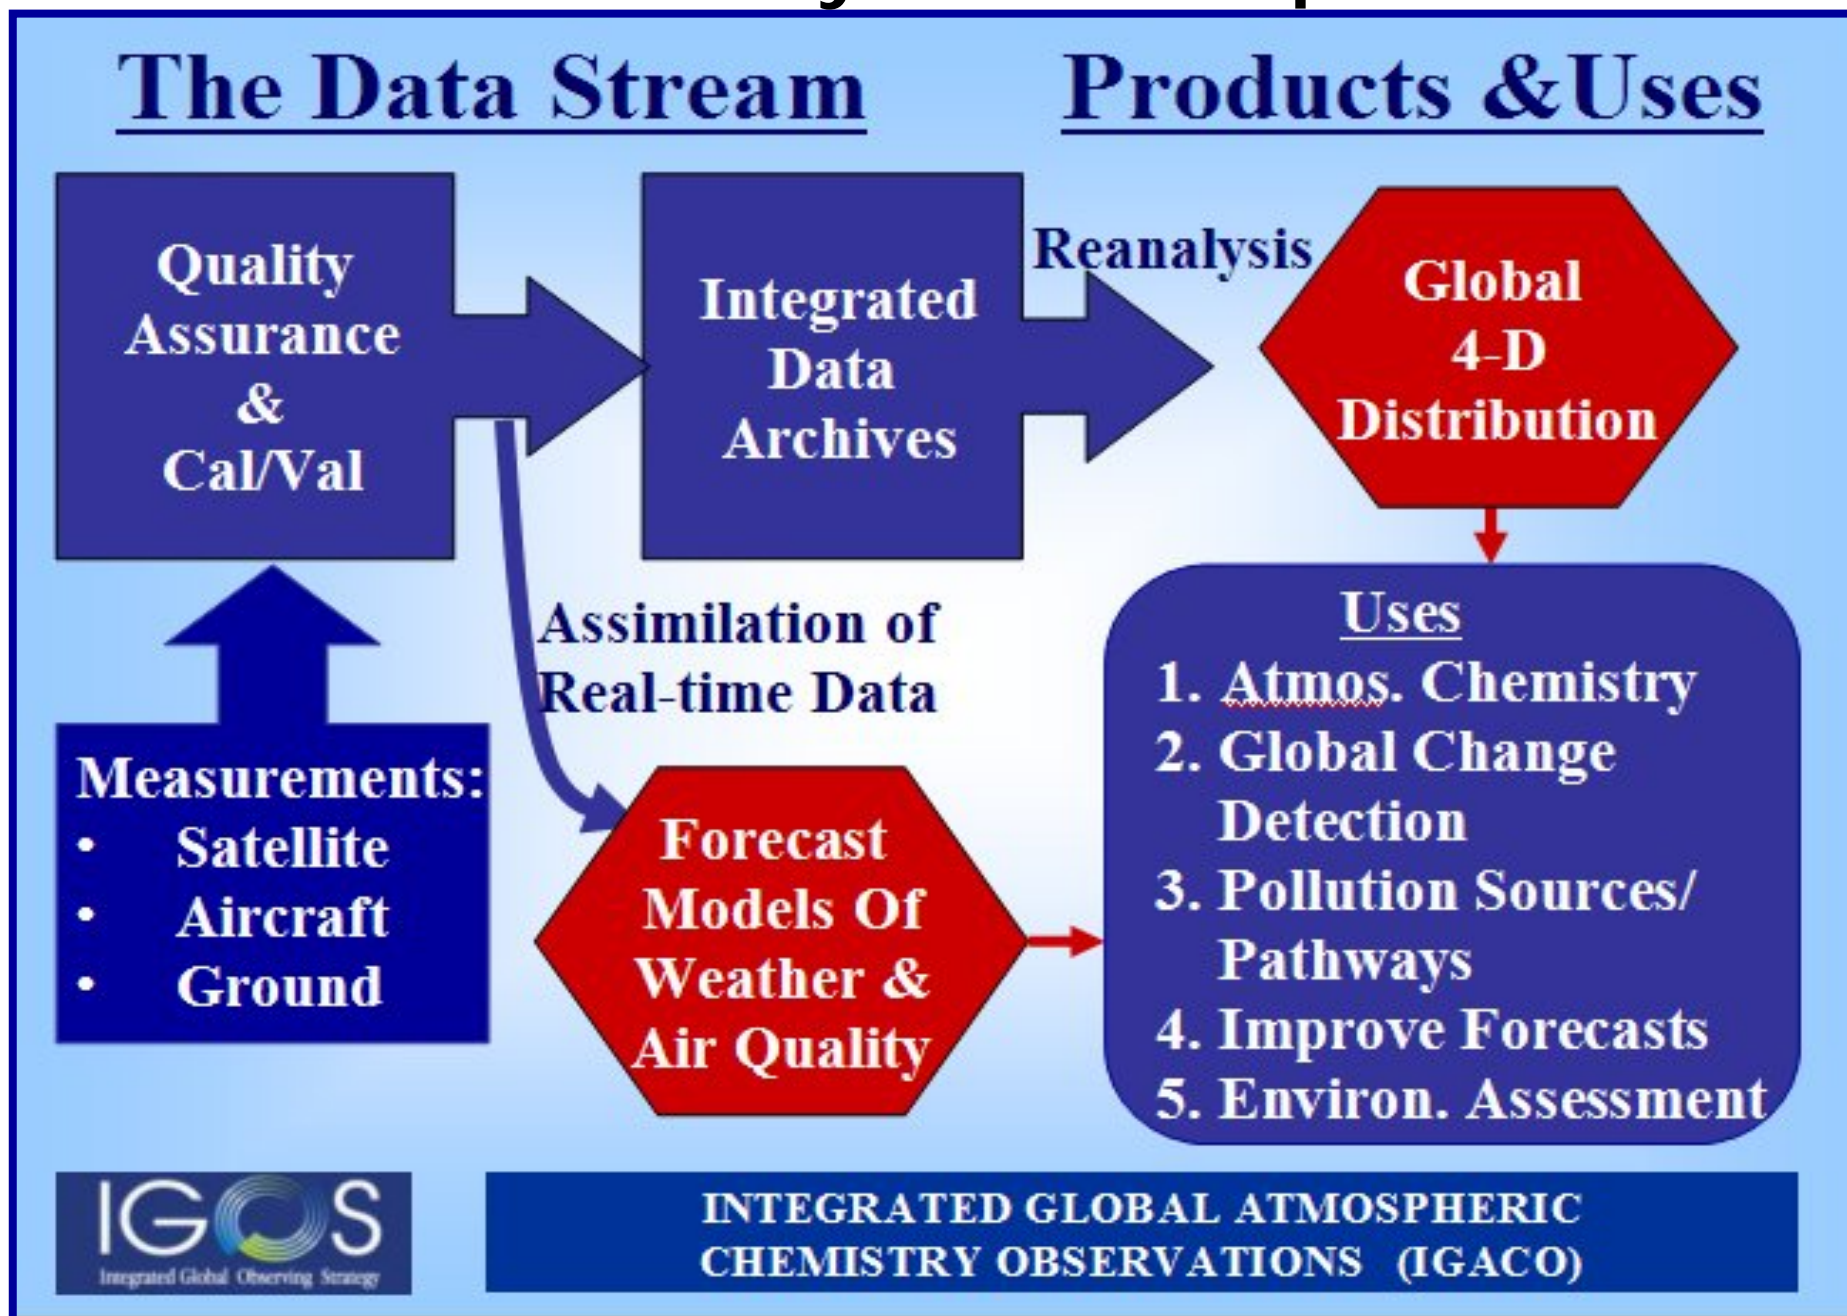 The Data Stream
Products &Uses
Quality
Assurance
&
Cal/Val
Integrated
Data
Archives
Reanalysis
Global
4-D
Distribution
Assimilation of
Real-time Data
Measurements:
• Satellite
• Aircraft
• Ground
Forecast
Models Of
Weather &
Air Quality
Uses
1. Atmos. Chemistry
2. Global Change
Detection
3. Pollution Sources/
Pathways
4. Improve Forecasts
5. Environ. Assessment
IGOS
Integrated Global Observing Strategy
INTEGRATED GLOBAL ATMOSPHERIC
CHEMISTRY OBSERVATIONS (IGACO)